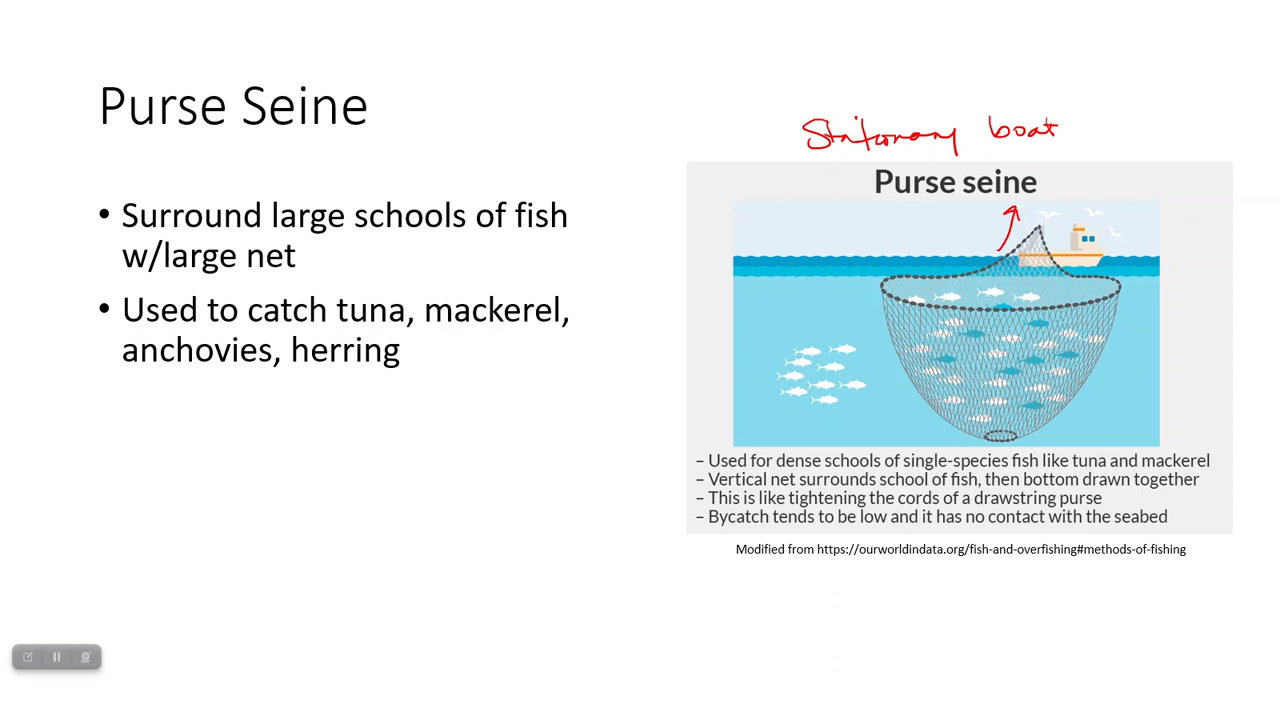 Purse Seine
• Surround large schools of fish
w/large net
• Used to catch tuna, mackerel,
anchovies, herring
Stationary boat
Purse seine
– Used for dense schools of single-species fish like tuna and mackerel
– Vertical net surrounds school of fish, then bottom drawn together
– This is like tightening the cords of a drawstring purse
– Bycatch tends to be low and it has no contact with the seabed
Modified from https://ourworldindata.org/fish-and-overfishing#methods-of-fishing